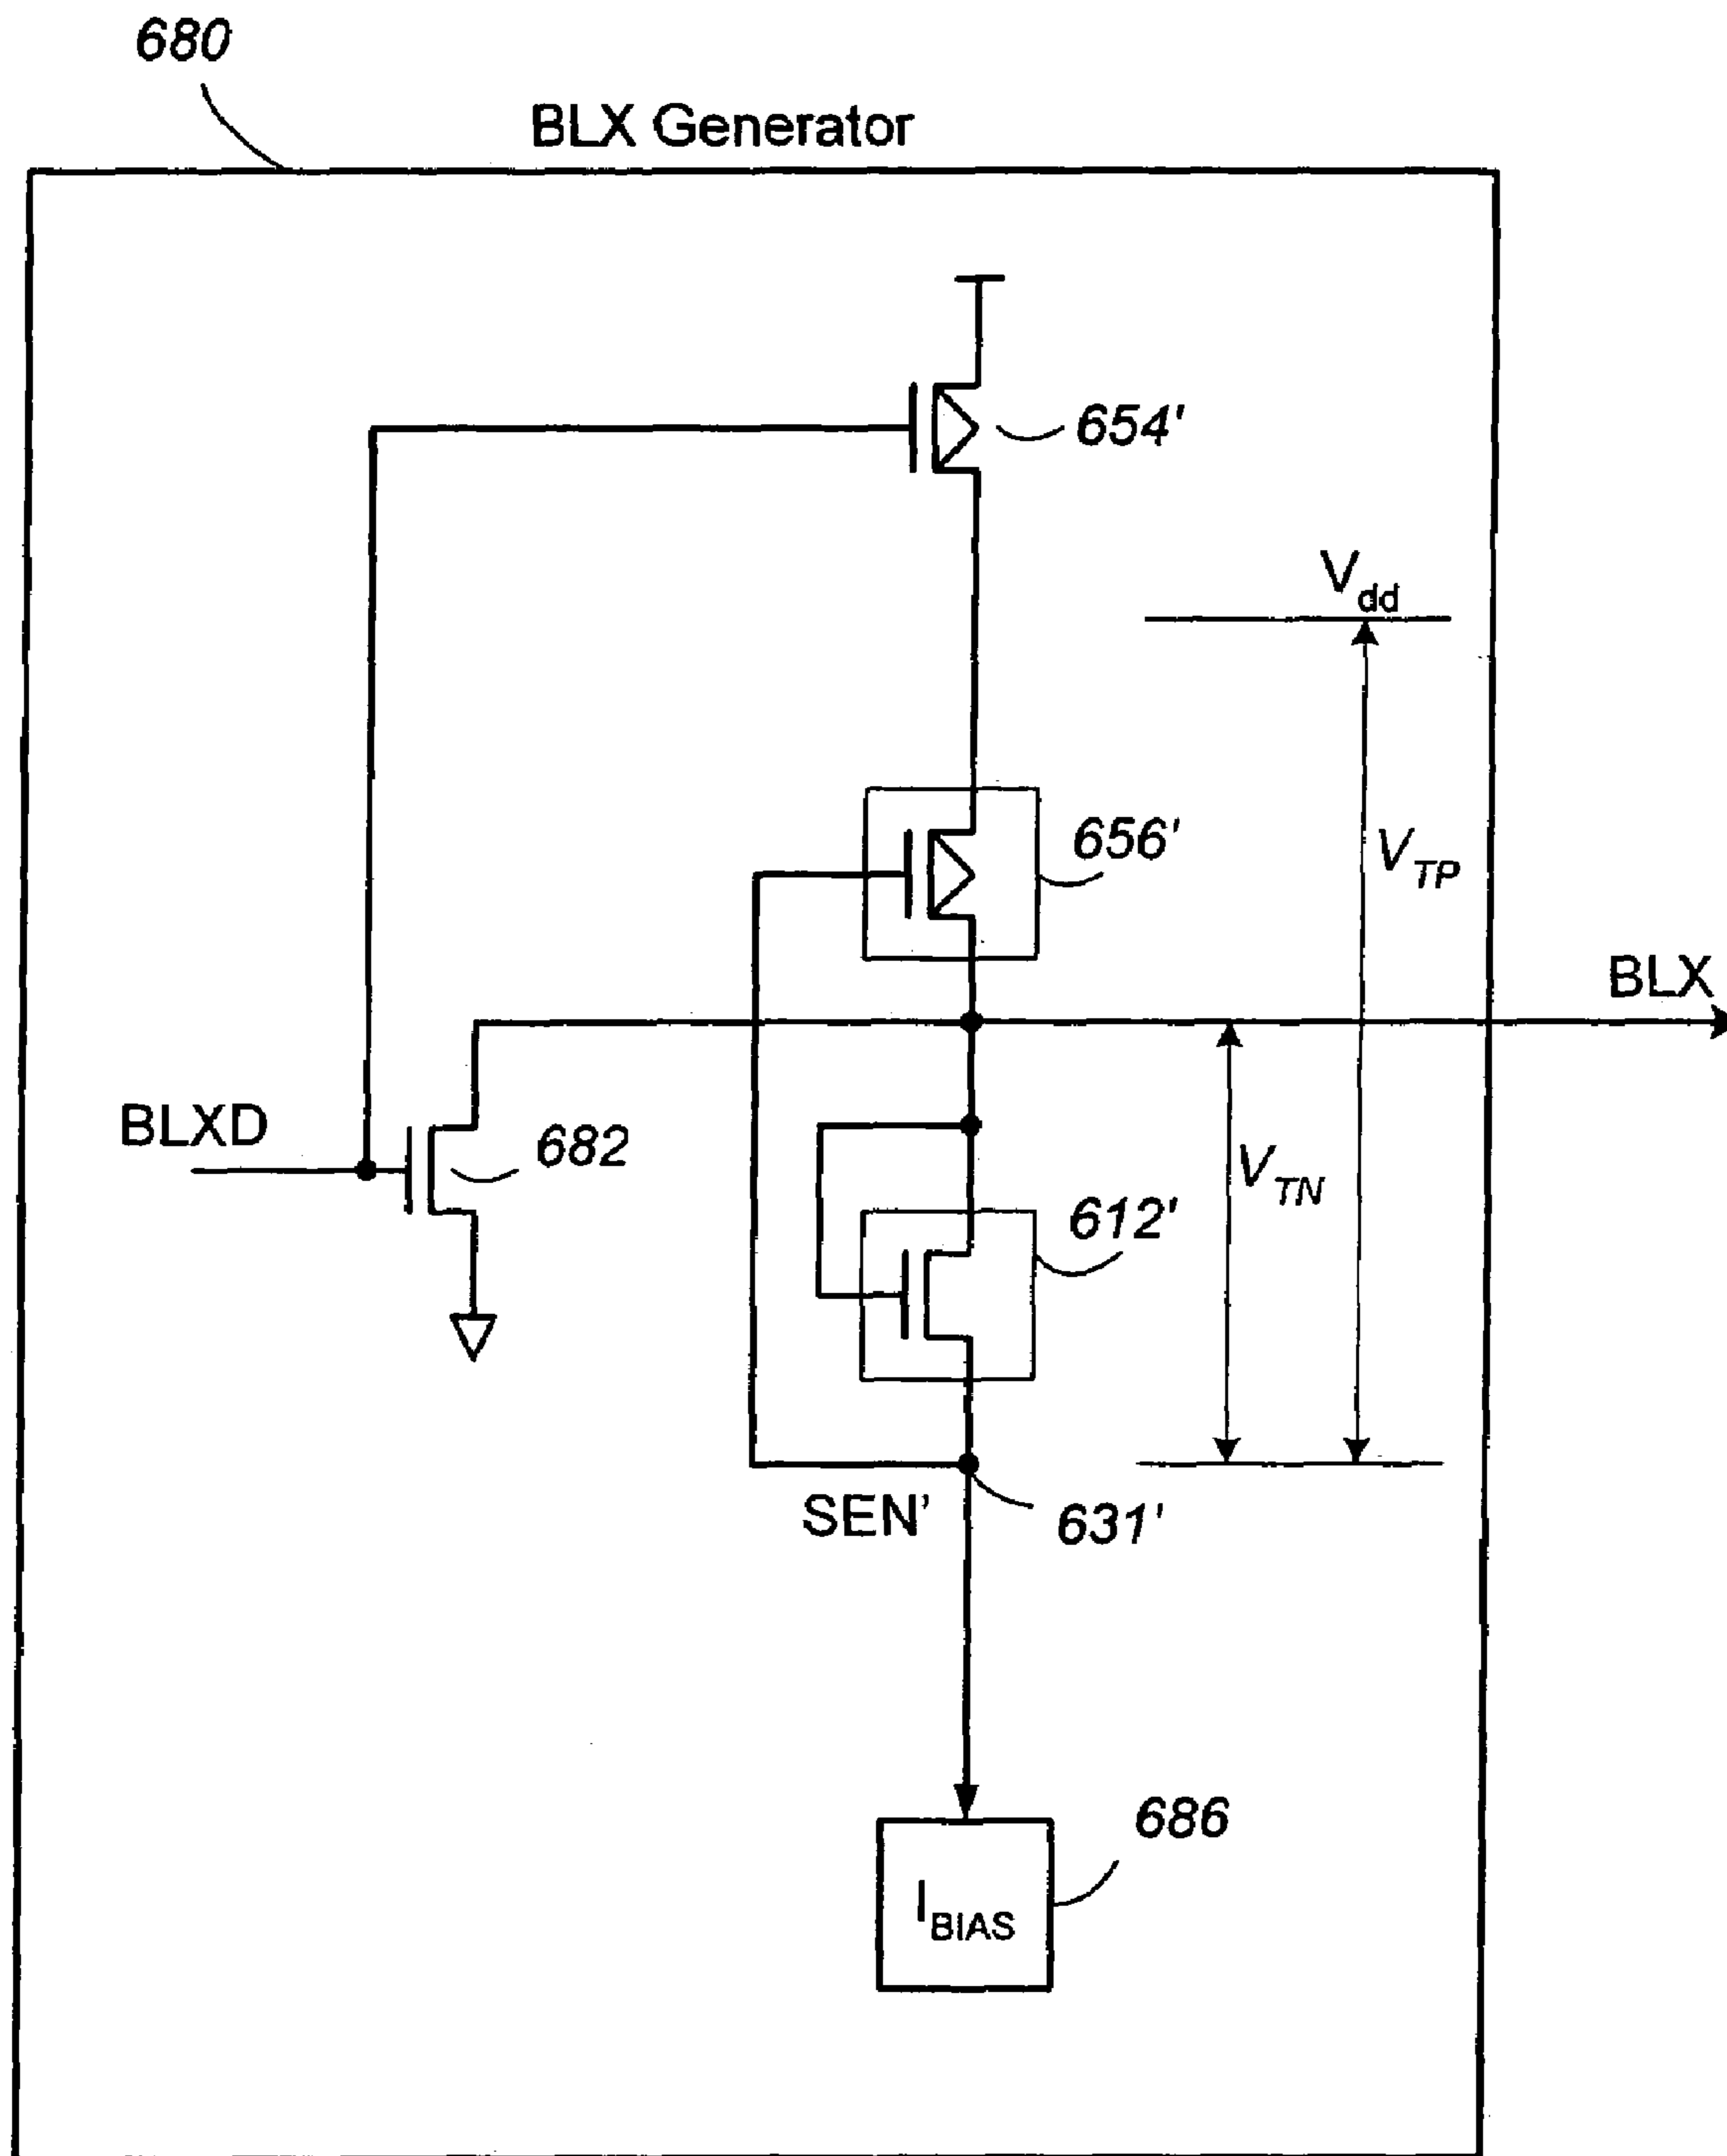 680
BLX Generator
654'
Vdd
656'
VTP
BLX
BLXD
682
VTN
612'
SEN'
631'
686
IBIAS